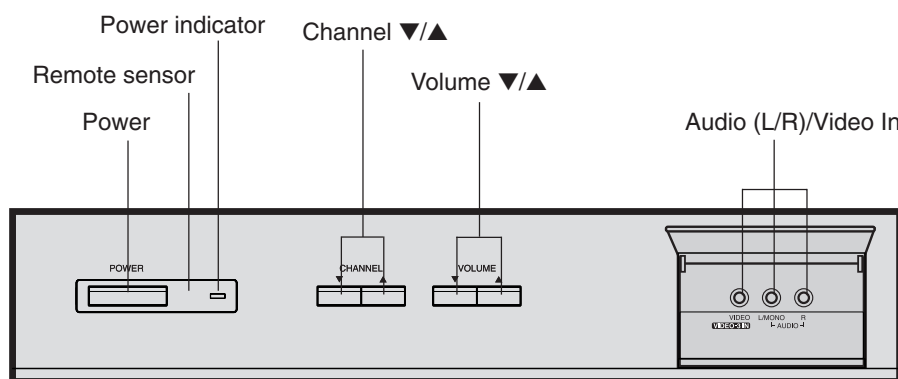 Power indicator
Channel ▼/▲
Remote sensor
Volume ▼/▲
Power
Audio (L/R)/Video In
POWER
CHANNEL
VOLUME
▼ ▲
▼ ▲
VIDEO L/MONO R
VIDEO-3 IN
AUDIO